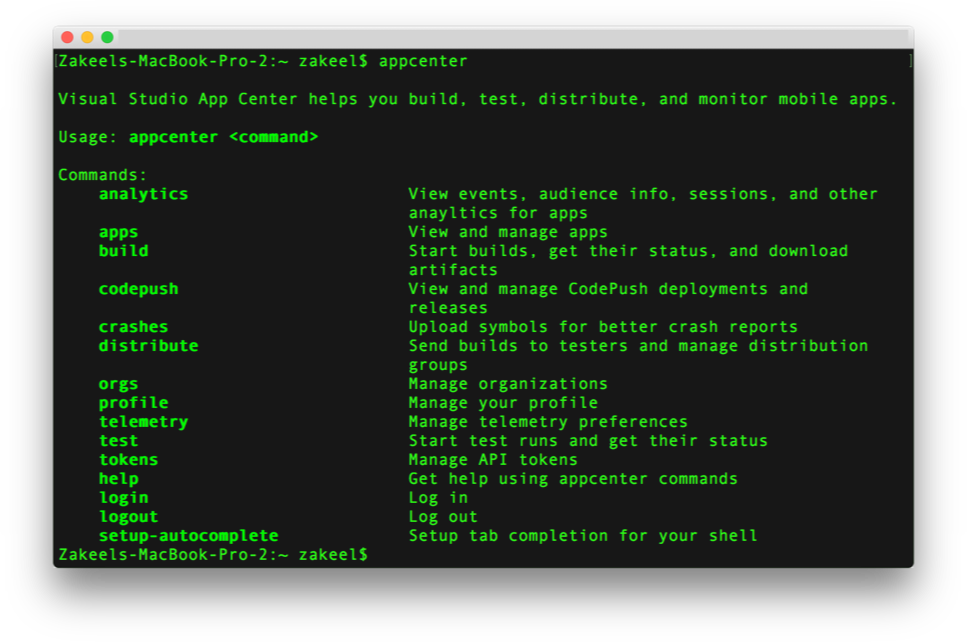 [Zakeels-MacBook-Pro-2:~ zakeel$ appcenter ]
Visual Studio App Center helps you build, test, distribute, and monitor mobile apps.
Usage: appcenter <command>
Commands:
analytics View events, audience info, sessions, and other
anayltics for apps
apps View and manage apps
build Start builds, get their status, and download
artifacts
codepush View and manage CodePush deployments and
releases
crashes Upload symbols for better crash reports
distribute Send builds to testers and manage distribution
groups
orgs Manage organizations
profile Manage your profile
telemetry Manage telemetry preferences
test Start test runs and get their status
tokens Manage API tokens
help Get help using appcenter commands
login Log in
logout Log out
setup-autocomplete Setup tab completion for your shell
Zakeels-MacBook-Pro-2:~ zakeel$